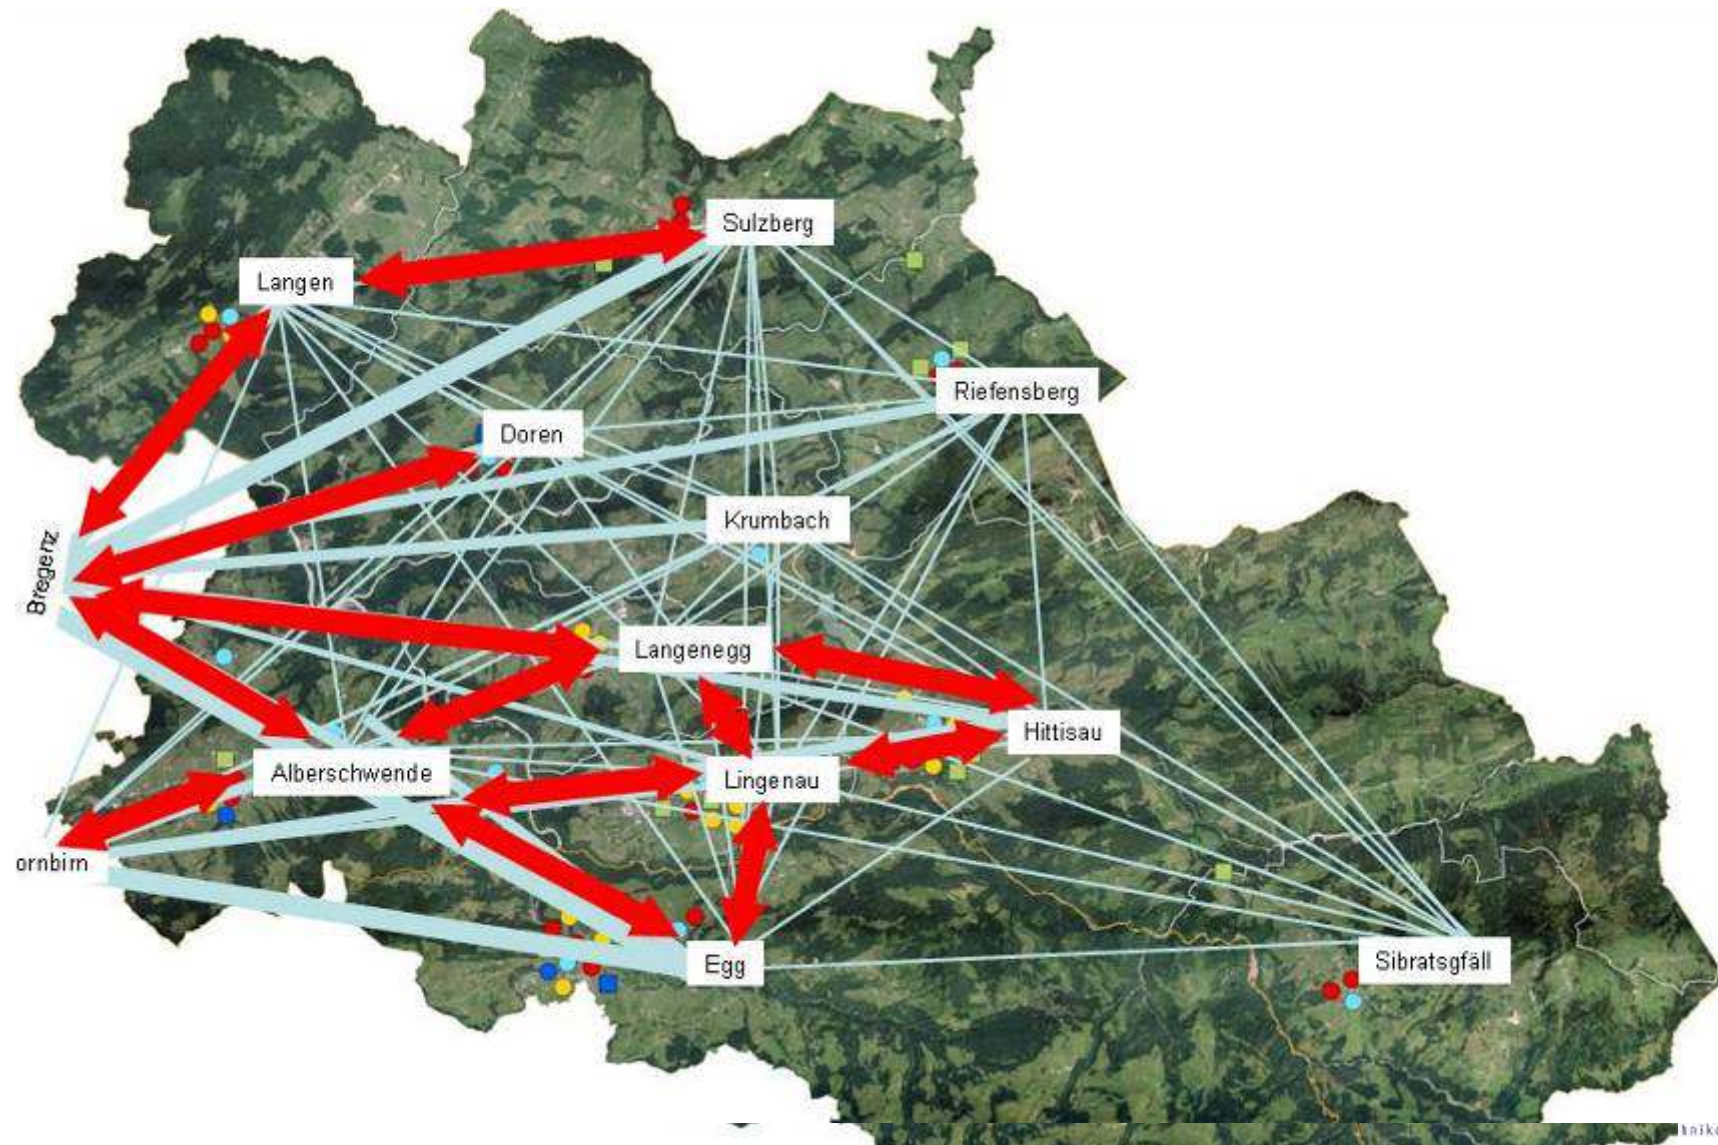 Sulzberg
Langen
Riefensberg
Doren
Krumbach
Bregenz
Langenegg
Hittisau
Alberschwende
Lingenau
ornbirn
Egg
Sibratsgfäll